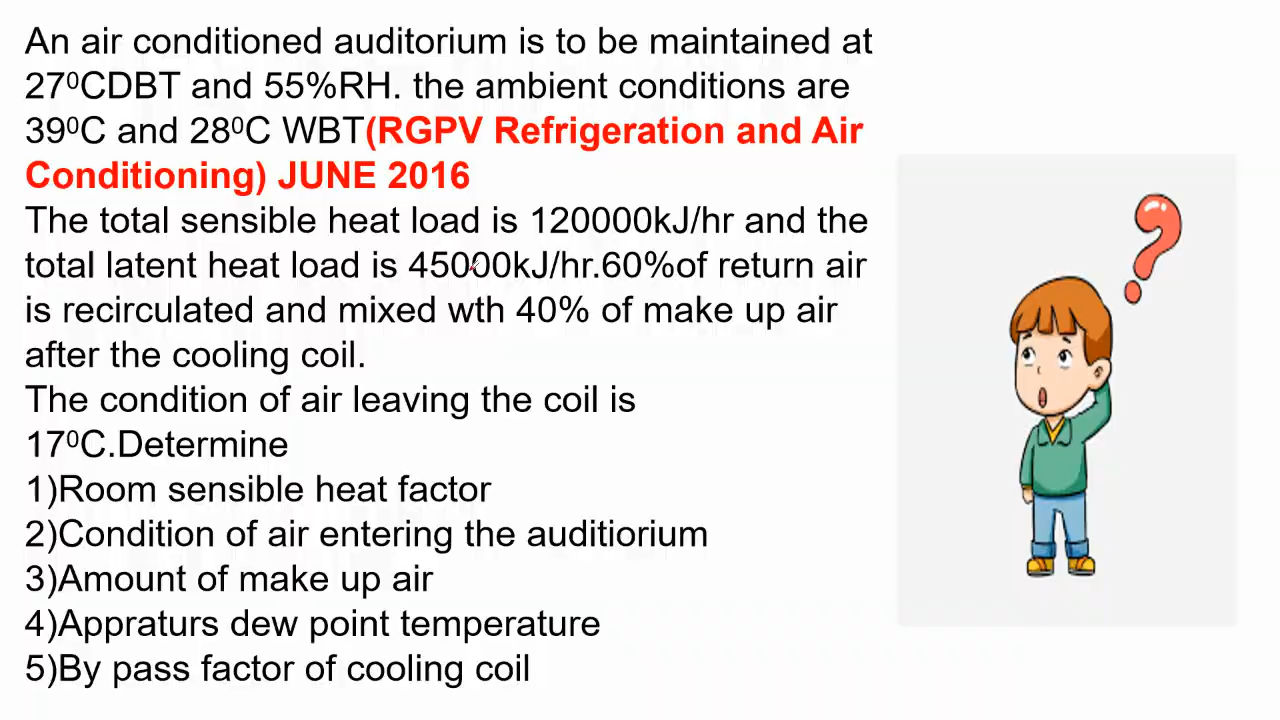 An air conditioned auditorium is to be maintained at
27⁰CDBT and 55%RH. the ambient conditions are
39⁰C and 28⁰C WBT(RGPV Refrigeration and Air
Conditioning) JUNE 2016
The total sensible heat load is 120000kJ/hr and the
total latent heat load is 45000kJ/hr.60%of return air
is recirculated and mixed wth 40% of make up air
after the cooling coil.
The condition of air leaving the coil is
17⁰C.Determine
1)Room sensible heat factor
2)Condition of air entering the auditiorium
3)Amount of make up air
4)Appraturs dew point temperature
5)By pass factor of cooling coil